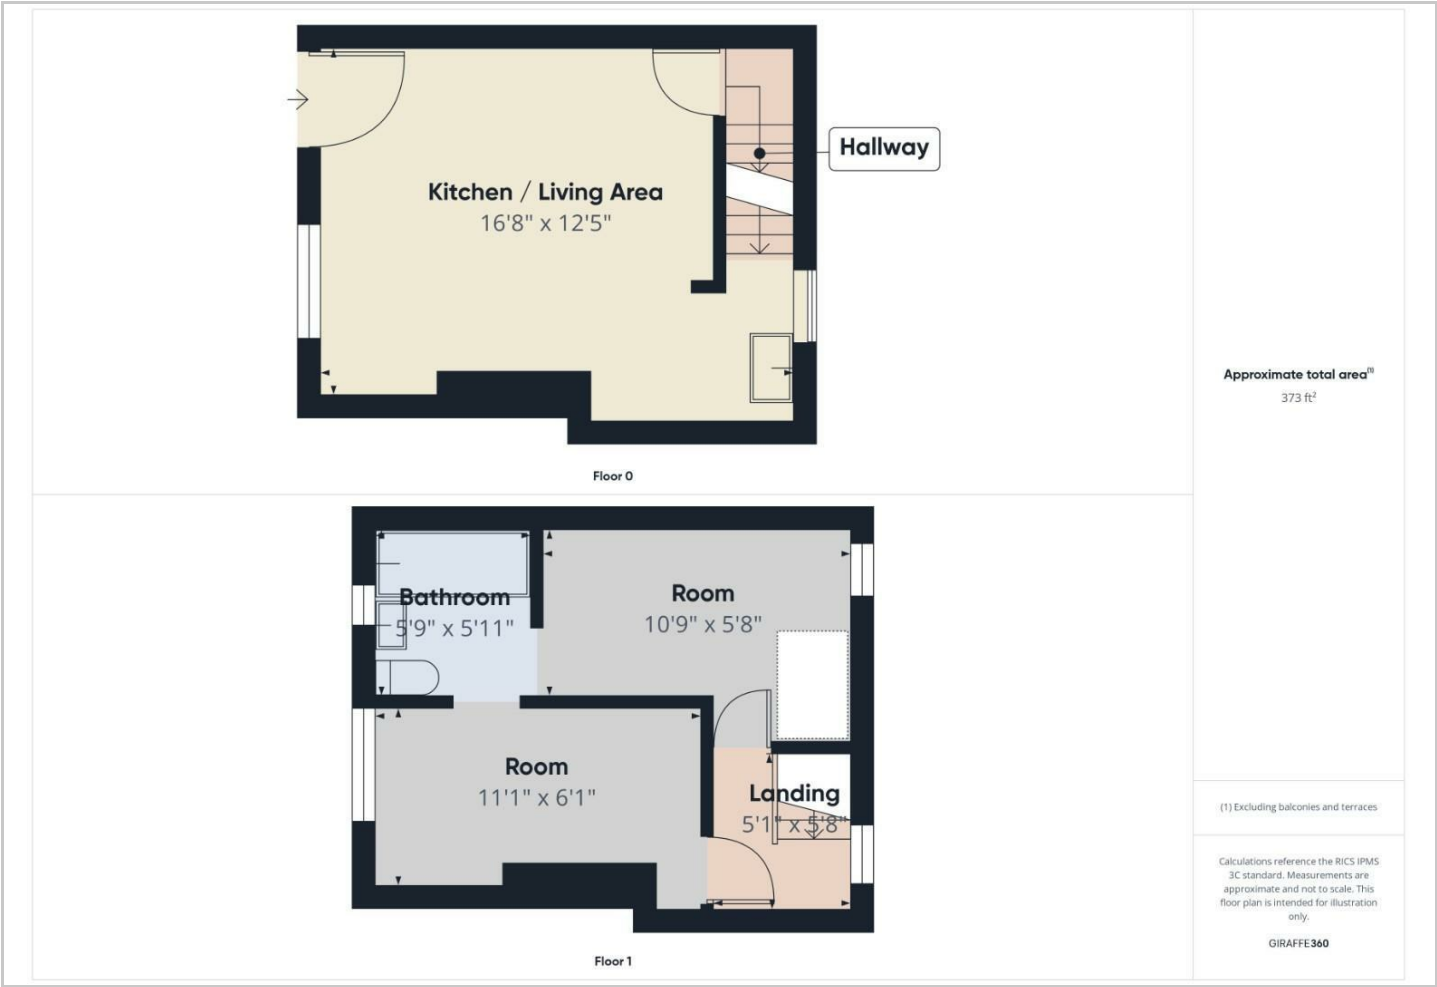 Hallway
Kitchen / Living Area
16'8" x 12'5"
Floor 0
Approximate total area(1)
373 ft²
Bathroom
5'9" x 5'11"
Room
10'9" x 5'8"
Room
11'1" x 6'1"
Landing
5'1" x 5'8"
Floor 1
(1) Excluding balconies and terraces
Calculations reference the RICS IPMS
3C standard. Measurements are
approximate and not to scale. This
floor plan is intended for illustration
only.
GIRAFFE360